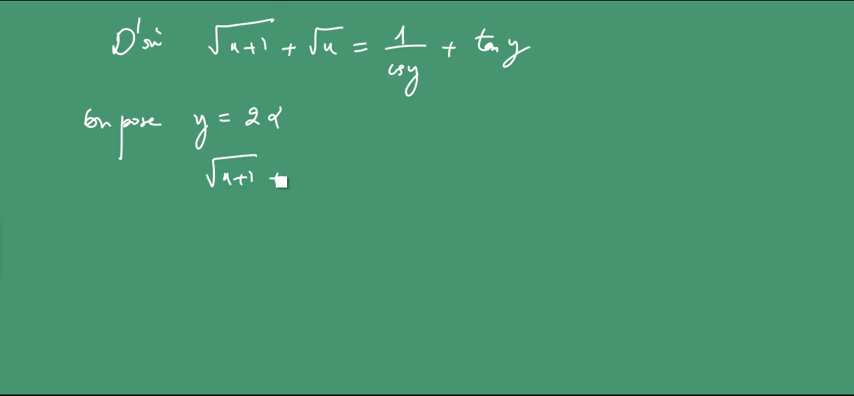 D'où √x+1 + √x = 1/cos y + tan y
On pose y = 2α
√x+1 +